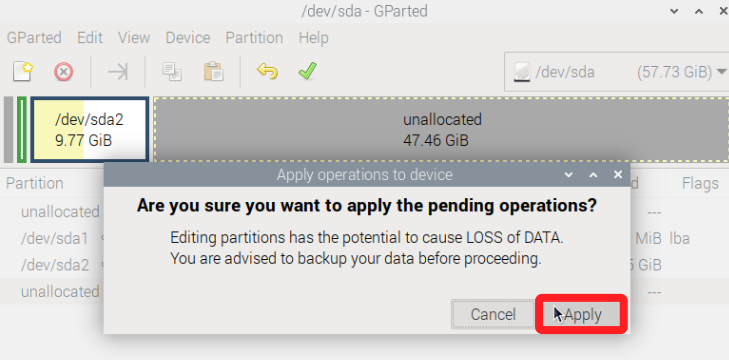 /dev/sda - GParted
GParted Edit View Device Partition Help
/dev/sda (57.73 GiB)
/dev/sda2
9.77 GiB
unallocated
47.46 GiB
Apply operations to device
Partition
Flags
Are you sure you want to apply the pending operations?
unallocated
---
Editing partitions has the potential to cause LOSS of DATA.
/dev/sda1
MiB lba
You are advised to backup your data before proceeding.
/dev/sda2
GiB
unallocated
---
Cancel
Apply